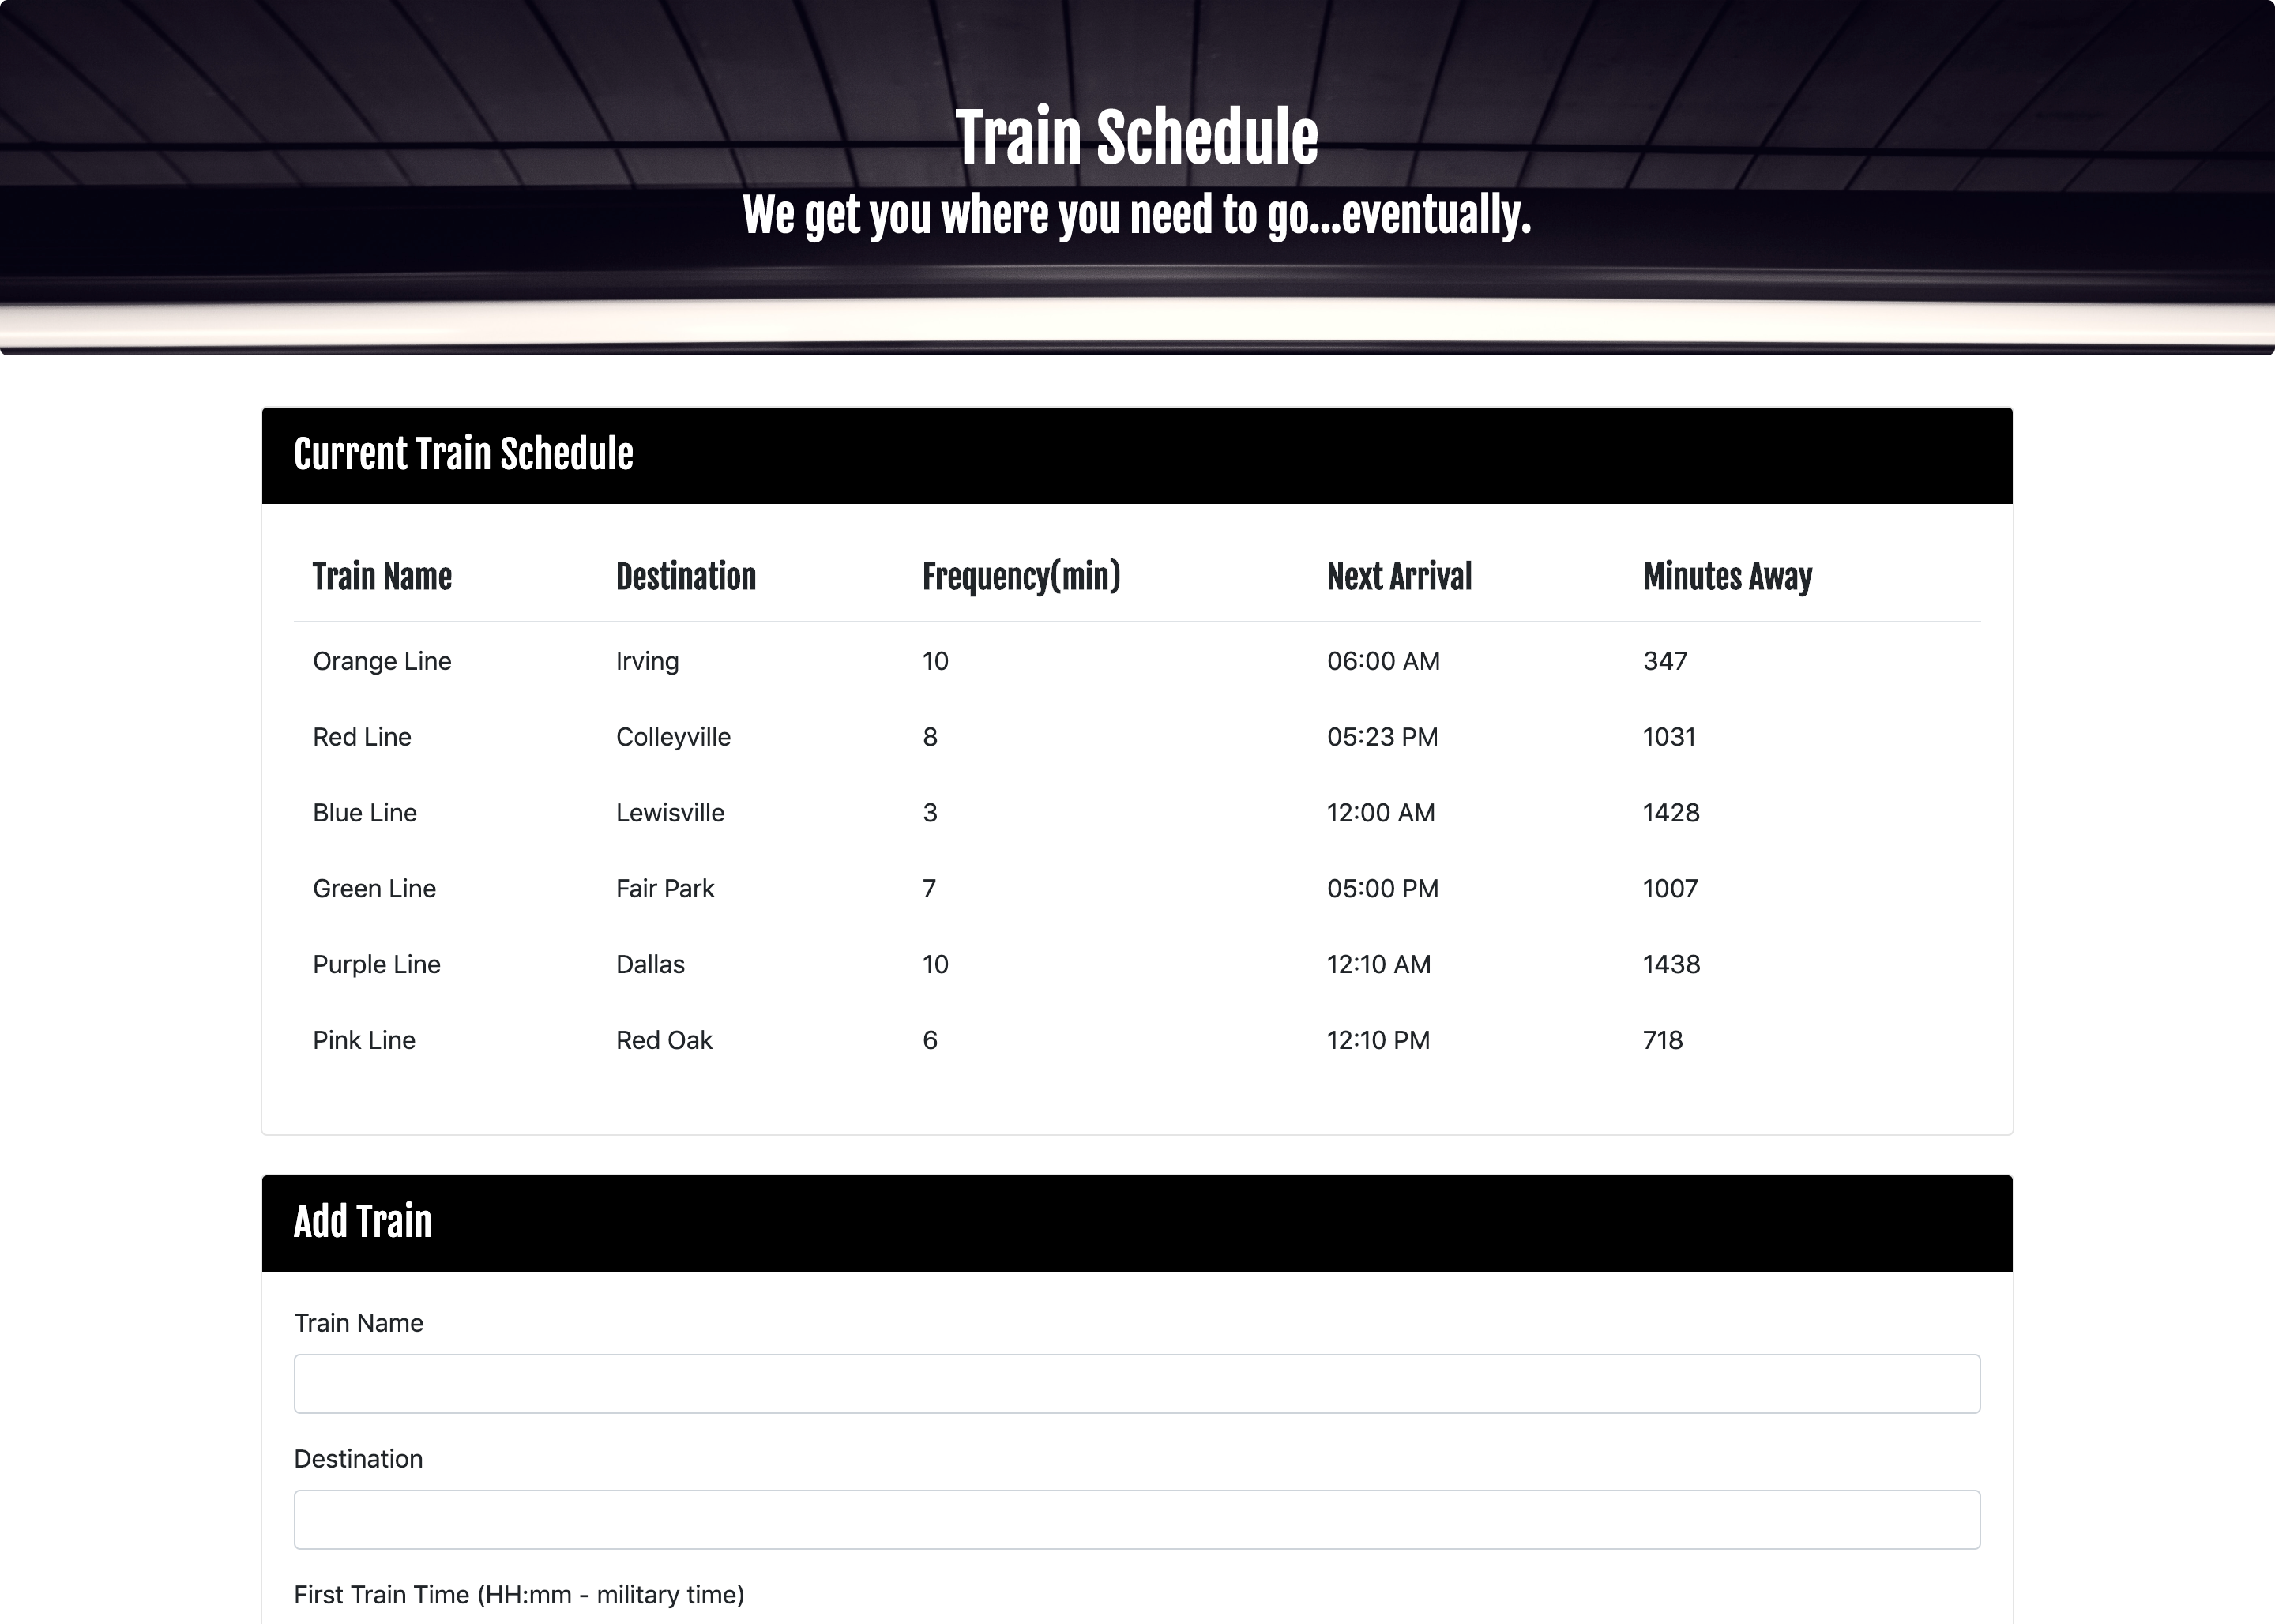 Train Schedule
We get you where you need to go...eventually.
Current Train Schedule
Train Name Destination Frequency(min) Next Arrival Minutes Away
Orange Line Irving 10 06:00 AM 347
Red Line Colleyville 8 05:23 PM 1031
Blue Line Lewisville 3 12:00 AM 1428
Green Line Fair Park 7 05:00 PM 1007
Purple Line Dallas 10 12:10 AM 1438
Pink Line Red Oak 6 12:10 PM 718
Add Train
Train Name
Destination
First Train Time (HH:mm - military time)